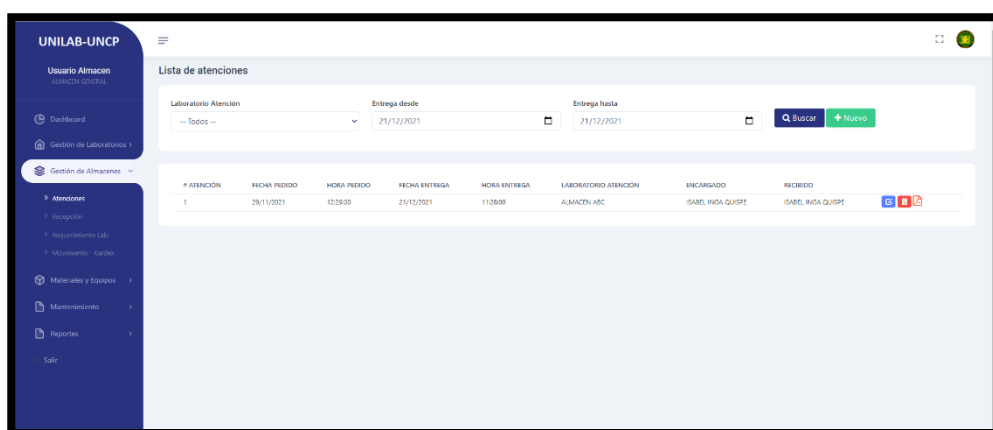 UNILAB-UNCP
Usuario Almacen
ALMACEN GENERAL
Dashboard
Gestión de Laboratorios
Gestión de Almacenes
Atenciones
Recepción
Requerimiento Lab.
Movimiento - Kardex
Materiales y Equipos
Mantenimiento
Reportes
Salir
Lista de atenciones
Laboratorio Atención Entrega desde Entrega hasta
-- Todos -- 21/12/2021 21/12/2021 Buscar + Nuevo
# ATENCIÓN FECHA PEDIDO HORA PEDIDO FECHA ENTREGA HORA ENTREGA LABORATORIO ATENCIÓN ENCARGADO RECIBIDO
1 29/11/2021 12:29:00 21/12/2021 11:28:00 ALMACEN ABC ISABEL INGA QUISPE ISABEL INGA QUISPE